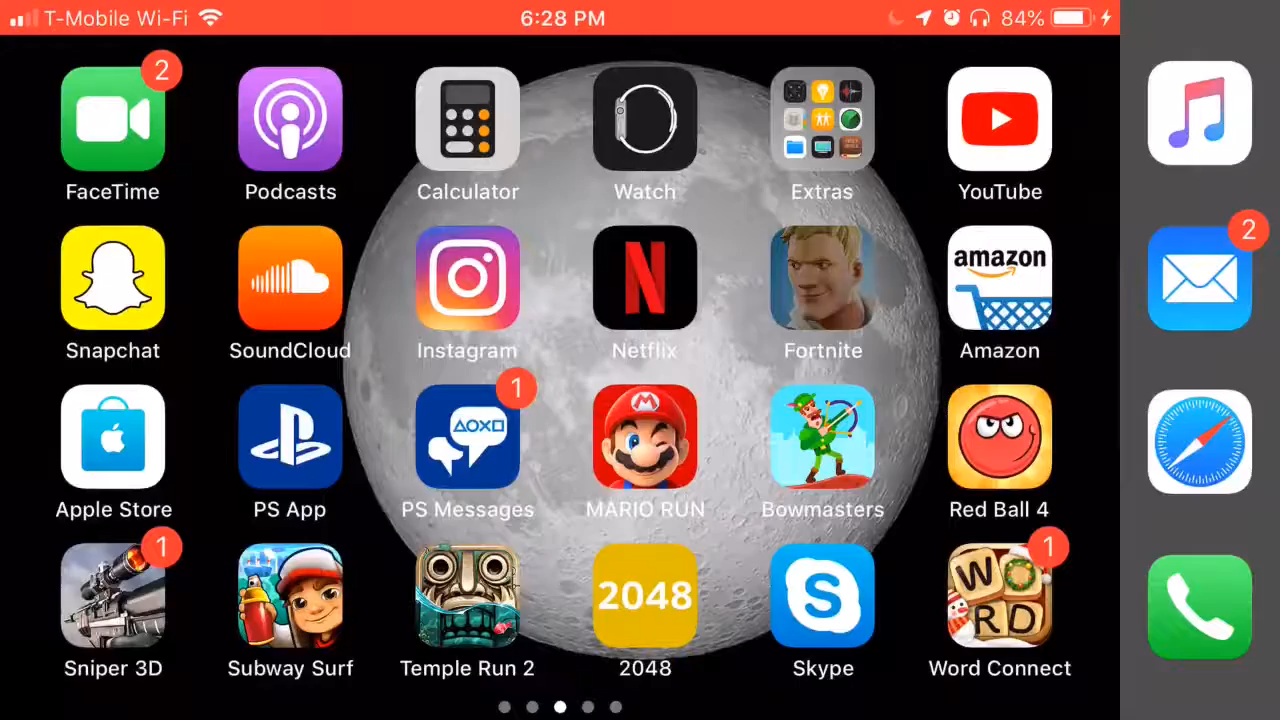 T-Mobile Wi-Fi 6:28 PM 84%
2
FaceTime Podcasts Calculator Watch Extras YouTube
amazon
2
Snapchat SoundCloud Instagram Netflix Fortnite Amazon
1
Apple Store PS App PS Messages MARIO RUN Bowmasters Red Ball 4
1 1
2048
WORD
Sniper 3D Subway Surf Temple Run 2 2048 Skype Word Connect